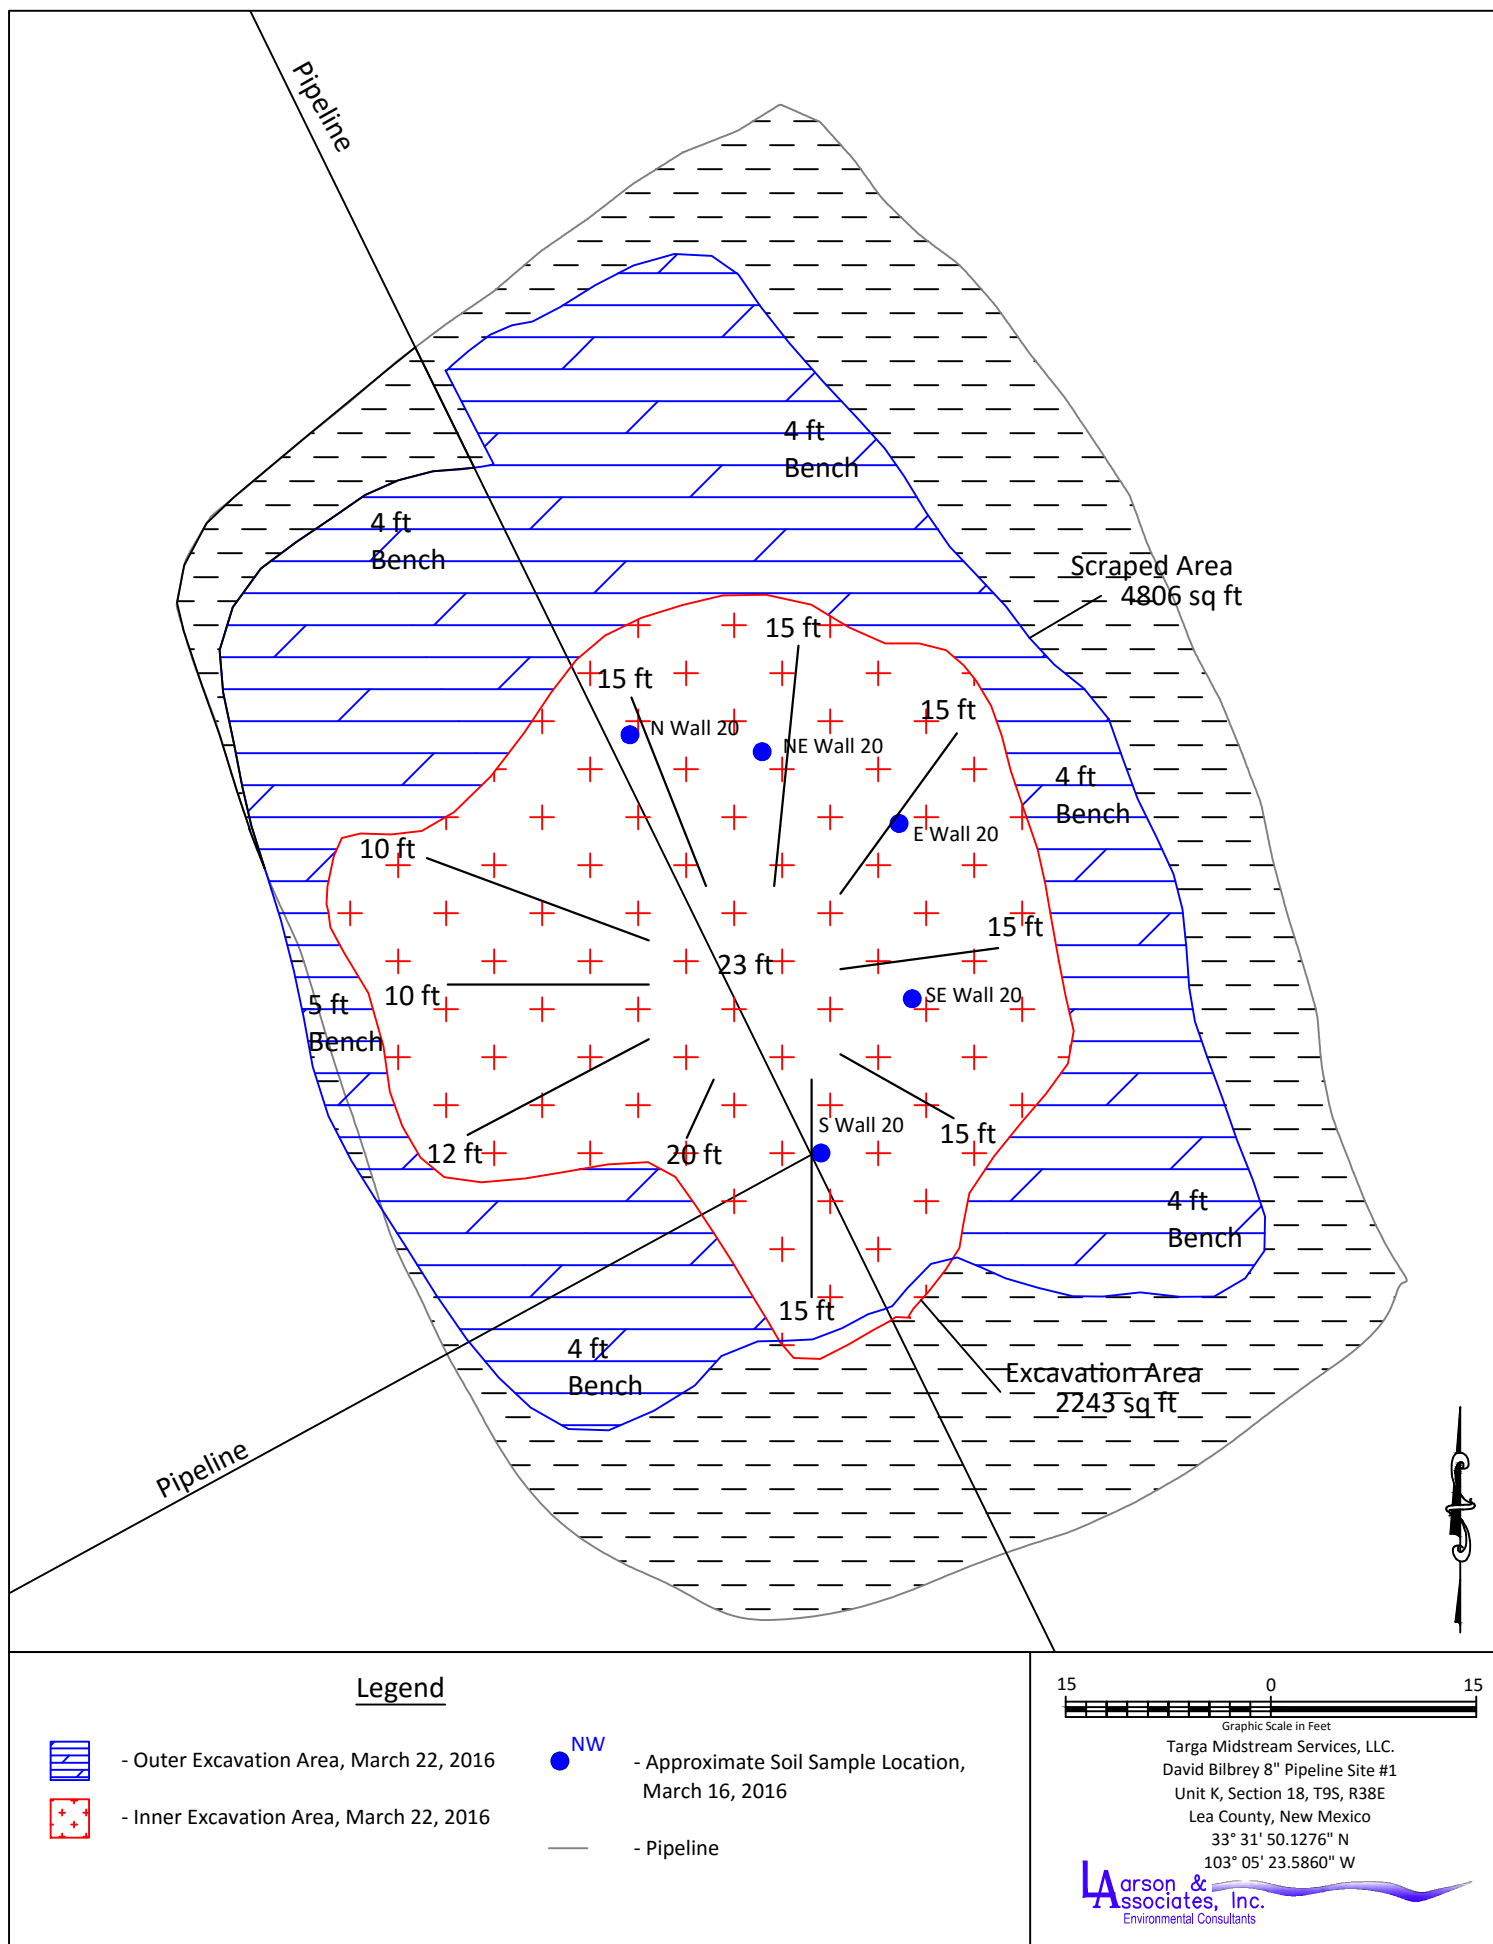 Pipeline
4 ft
Bench
4 ft
Bench
Scraped Area
4806 sq ft
15 ft
15 ft
15 ft
N Wall 20
NE Wall 20
4 ft
Bench
E Wall 20
10 ft
15 ft
23 ft
10 ft
SE Wall 20
5 ft
Bench
S Wall 20
15 ft
12 ft
20 ft
4 ft
Bench
15 ft
4 ft
Bench
Excavation Area
2243 sq ft
Pipeline
Legend
- Outer Excavation Area, March 22, 2016
- Inner Excavation Area, March 22, 2016
NW
- Approximate Soil Sample Location,
March 16, 2016
- Pipeline
15 0 15
Graphic Scale in Feet
Targa Midstream Services, LLC.
David Bilbrey 8" Pipeline Site #1
Unit K, Section 18, T9S, R38E
Lea County, New Mexico
33° 31' 50.1276" N
103° 05' 23.5860" W
Larson &
Associates, Inc.
Environmental Consultants